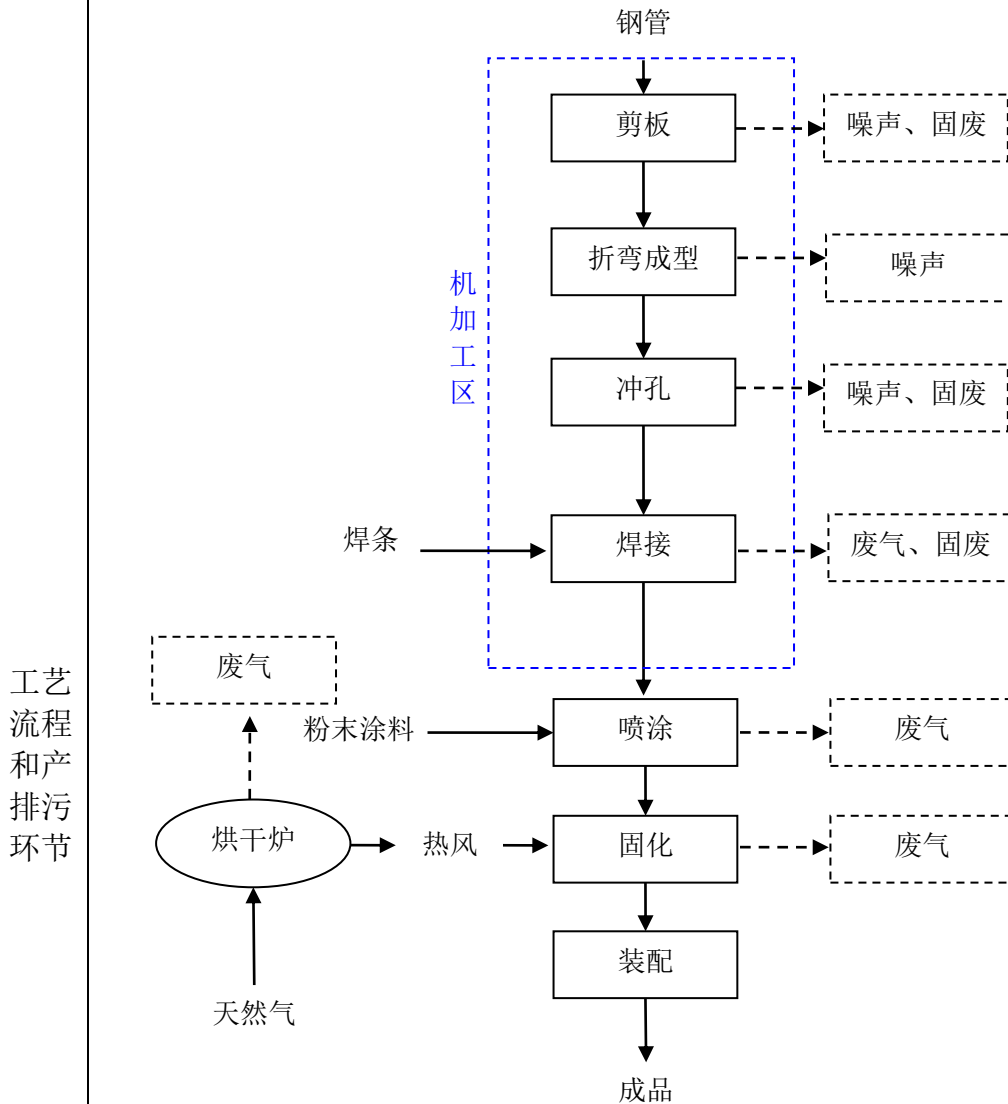 钢管
剪板
噪声、固废
折弯成型
噪声
机
加
工
区
冲孔
噪声、固废
焊条
焊接
废气、固废
废气
工艺
流程
和产
排污
环节
粉末涂料
喷涂
废气
烘干炉
热风
固化
废气
装配
天然气
成品